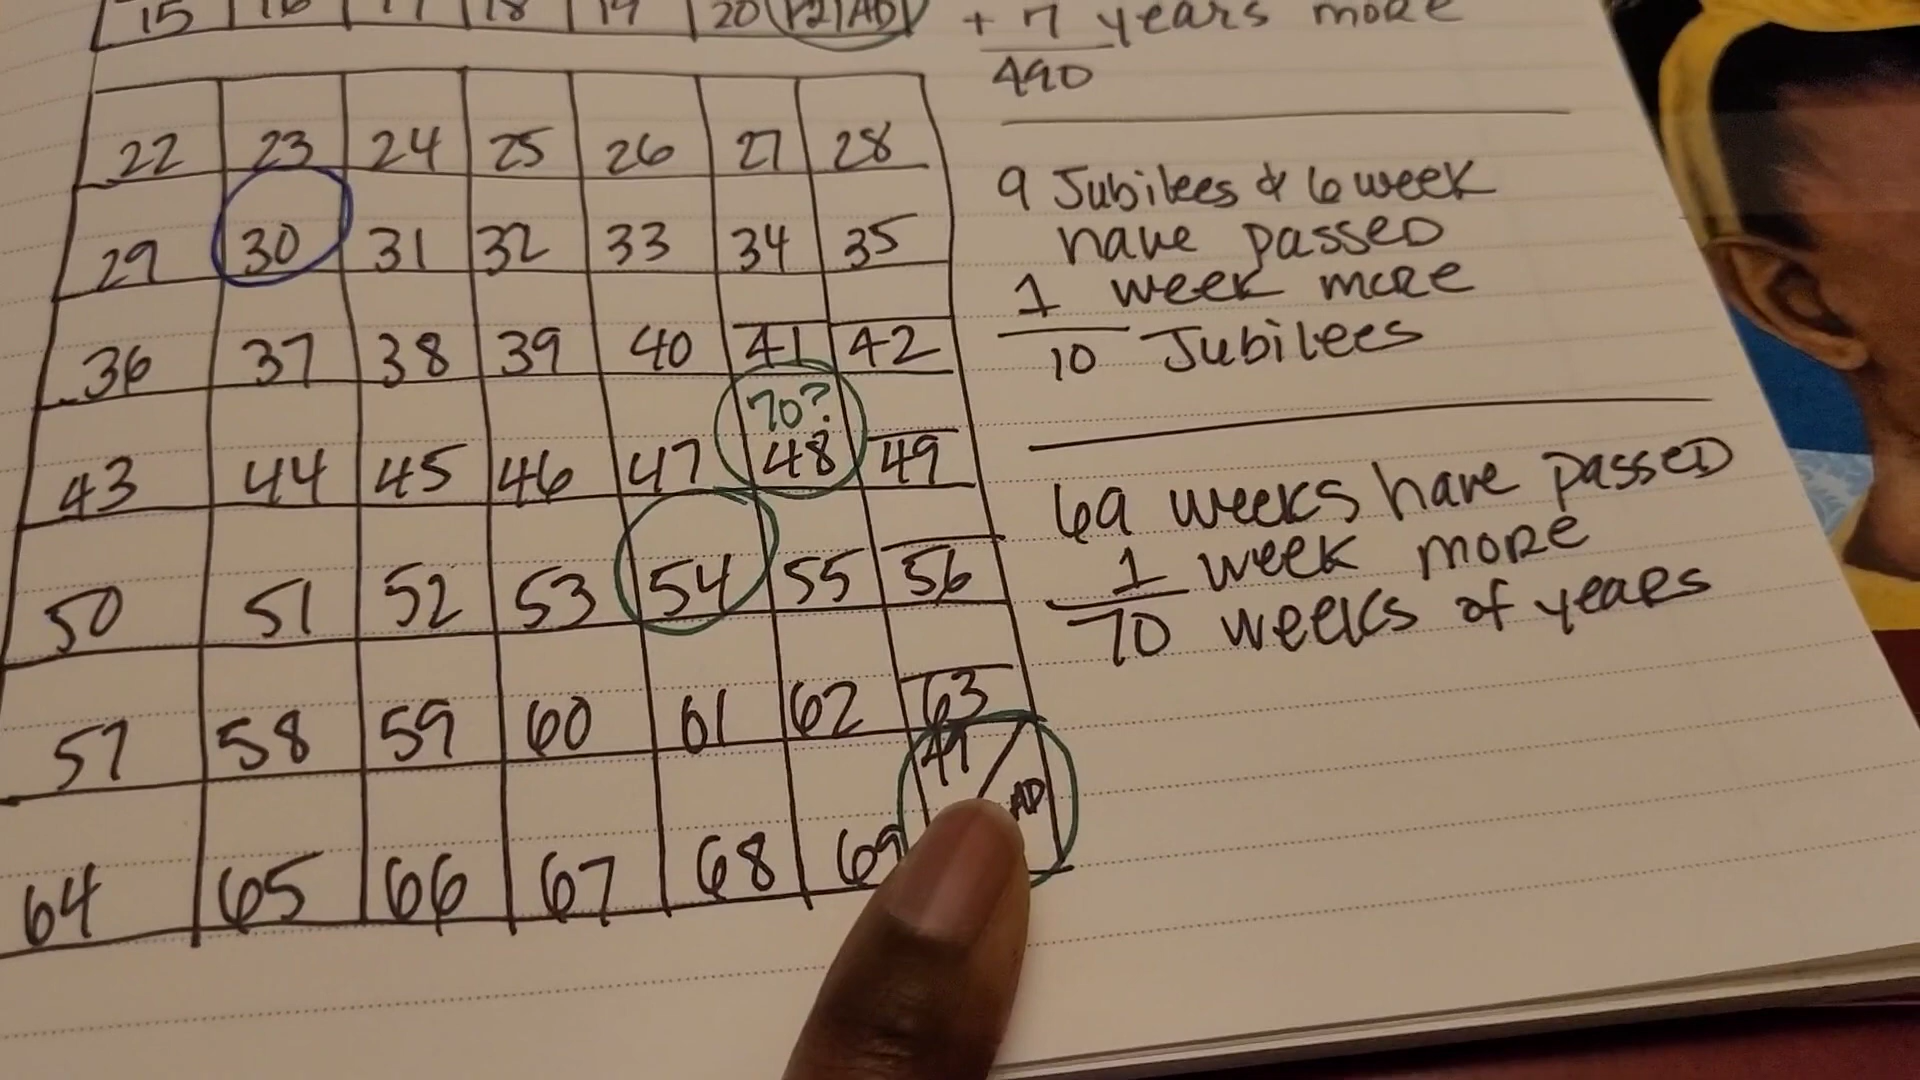 15 16 17 18 19 20 21 AD + 7 years more
490
22 23 24 25 26 27 28
9 Jubilees & 6 week
have passed
29 30 31 32 33 34 35
1 week more
10 Jubilees
36 37 38 39 40 41 42
70?
43 44 45 46 47 48 49
69 weeks have passed
1 week more
50 51 52 53 54 55 56
70 weeks of years
57 58 59 60 61 62 63
AD
64 65 66 67 68 69